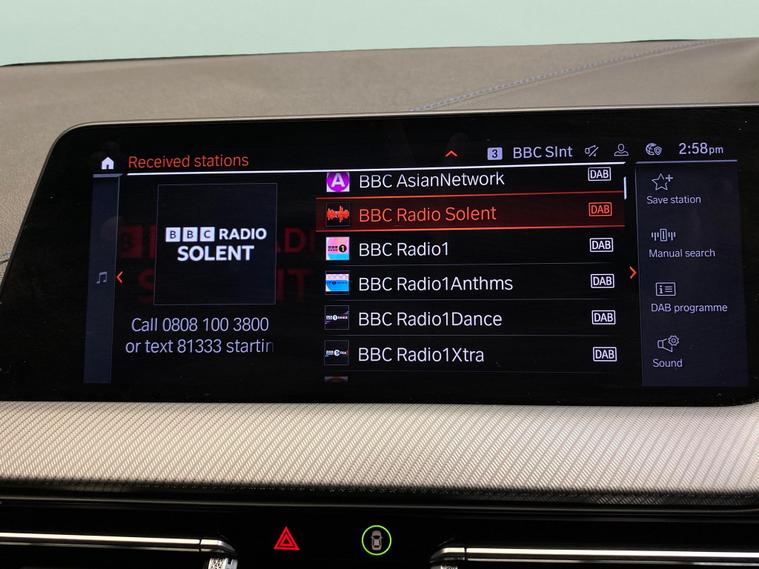 Received stations
3 BBC Slnt 2:58pm
BBC RADIO
SOLENT
Call 0808 100 3800
or text 81333 startin
A BBC AsianNetwork DAB
BBC Radio Solent DAB
BBC Radio1 DAB
BBC Radio1Anthms DAB
BBC Radio1Dance DAB
BBC Radio1Xtra DAB
Save station
Manual search
DAB programme
Sound